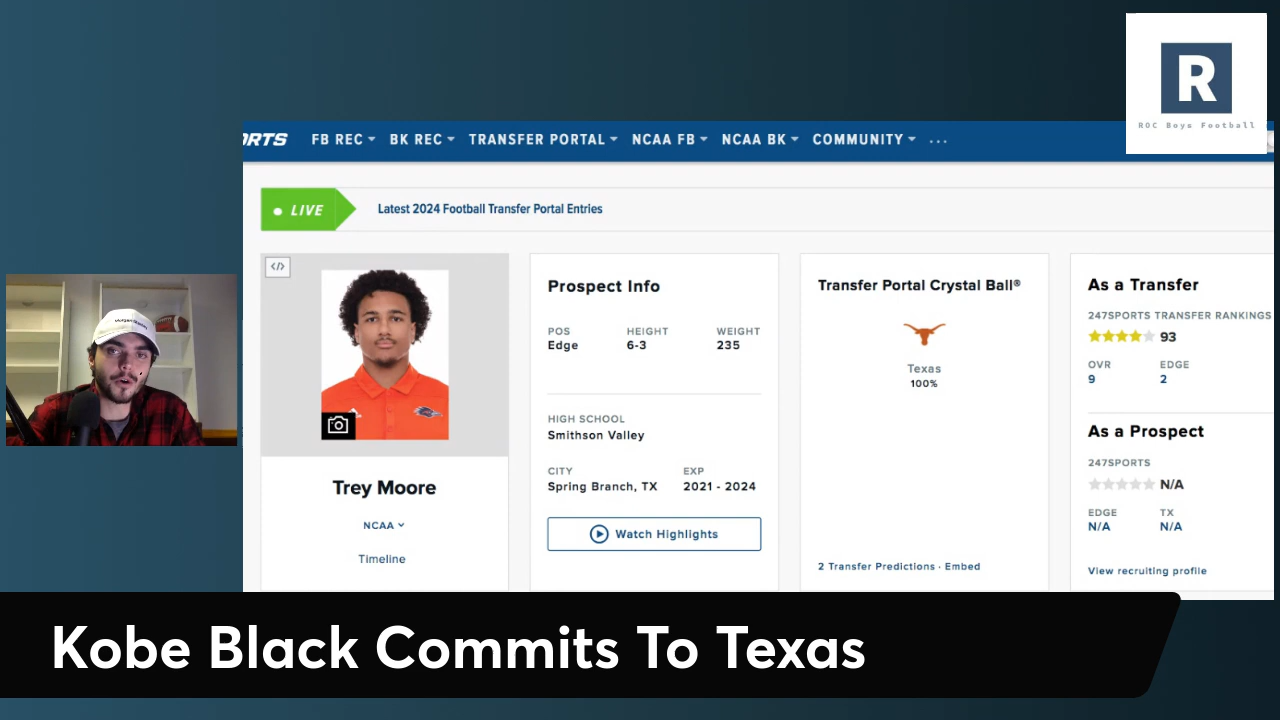 R
ROC Boys Football
ORTS FB REC BK REC TRANSFER PORTAL NCAA FB NCAA BK COMMUNITY ...
LIVE Latest 2024 Football Transfer Portal Entries
</>
Trey Moore
NCAA
Timeline
Prospect Info
POS HEIGHT WEIGHT
Edge 6-3 235
HIGH SCHOOL
Smithson Valley
CITY EXP
Spring Branch, TX 2021 - 2024
Watch Highlights
Transfer Portal Crystal Ball®
Texas
100%
2 Transfer Predictions · Embed
As a Transfer
247SPORTS TRANSFER RANKINGS
93
OVR EDGE
9 2
As a Prospect
247SPORTS
N/A
EDGE TX
N/A N/A
View recruiting profile
Kobe Black Commits To Texas